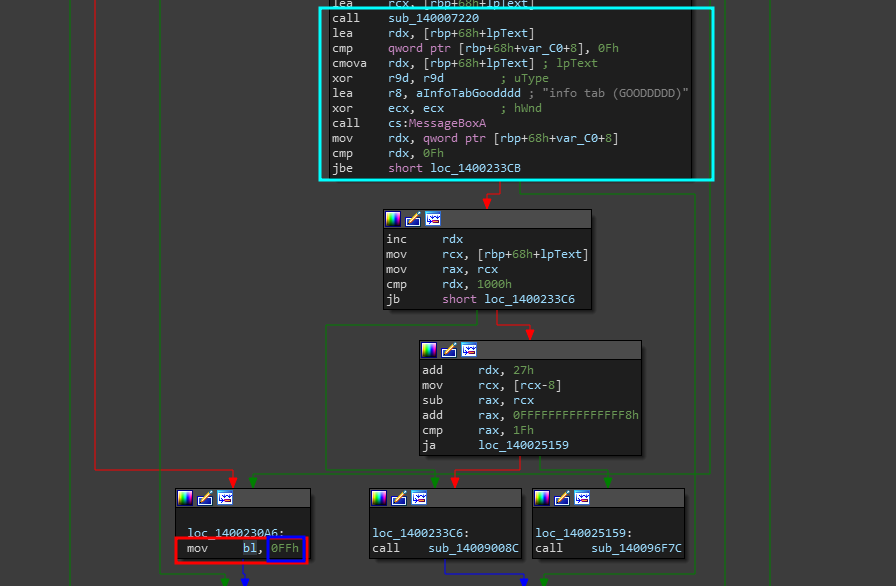 lea     rcx, [rbp+68h+lpText]
call    sub_140007220
lea     rdx, [rbp+68h+lpText]
cmp     qword ptr [rbp+68h+var_C0+8], 0Fh
cmova   rdx, [rbp+68h+lpText] ; lpText
xor     r9d, r9d        ; uType
lea     r8, aInfoTabGoodddd ; "info tab (GOODDDDD)"
xor     ecx, ecx        ; hWnd
call    cs:MessageBoxA
mov     rdx, qword ptr [rbp+68h+var_C0+8]
cmp     rdx, 0Fh
jbe     short loc_1400233CB
inc     rdx
mov     rcx, [rbp+68h+lpText]
mov     rax, rcx
cmp     rdx, 1000h
jb      short loc_1400233C6
add     rdx, 27h
mov     rcx, [rcx-8]
sub     rax, rcx
add     rax, 0FFFFFFFFFFFFFFF8h
cmp     rax, 1Fh
ja      loc_140025159
loc_1400230A6:
mov     bl, 0FFh
loc_1400233C6:
call    sub_14009008C
loc_140025159:
call    sub_140096F7C